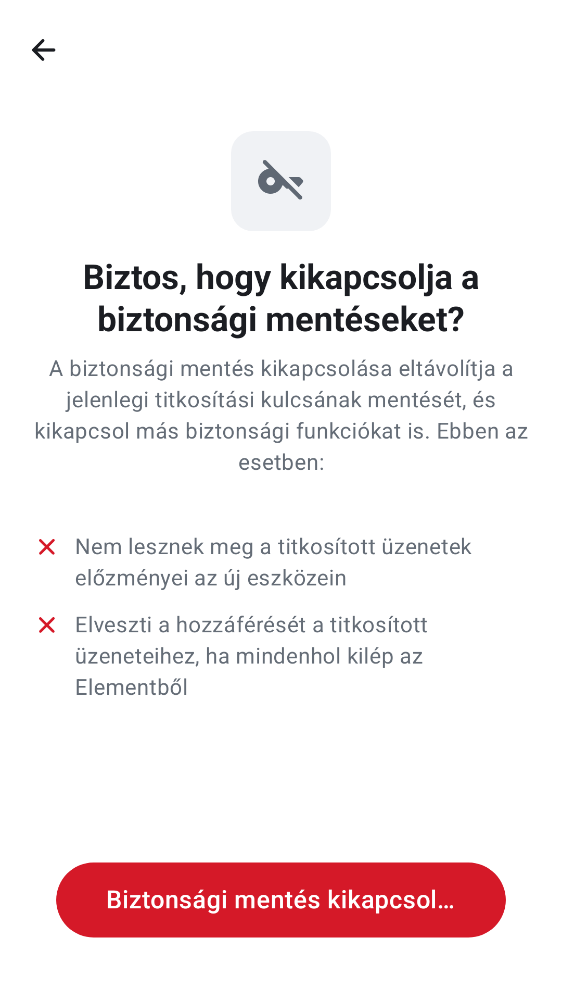 Biztos, hogy kikapcsolja a
biztonsági mentéseket?
A biztonsági mentés kikapcsolása eltávolítja a
jelenlegi titkosítási kulcsának mentését, és
kikapcsol más biztonsági funkciókat is. Ebben az
esetben:
Nem lesznek meg a titkosított üzenetek
előzményei az új eszközein
Elveszti a hozzáférését a titkosított
üzeneteihez, ha mindenhol kilép az
Elementből
Biztonsági mentés kikapcsol…